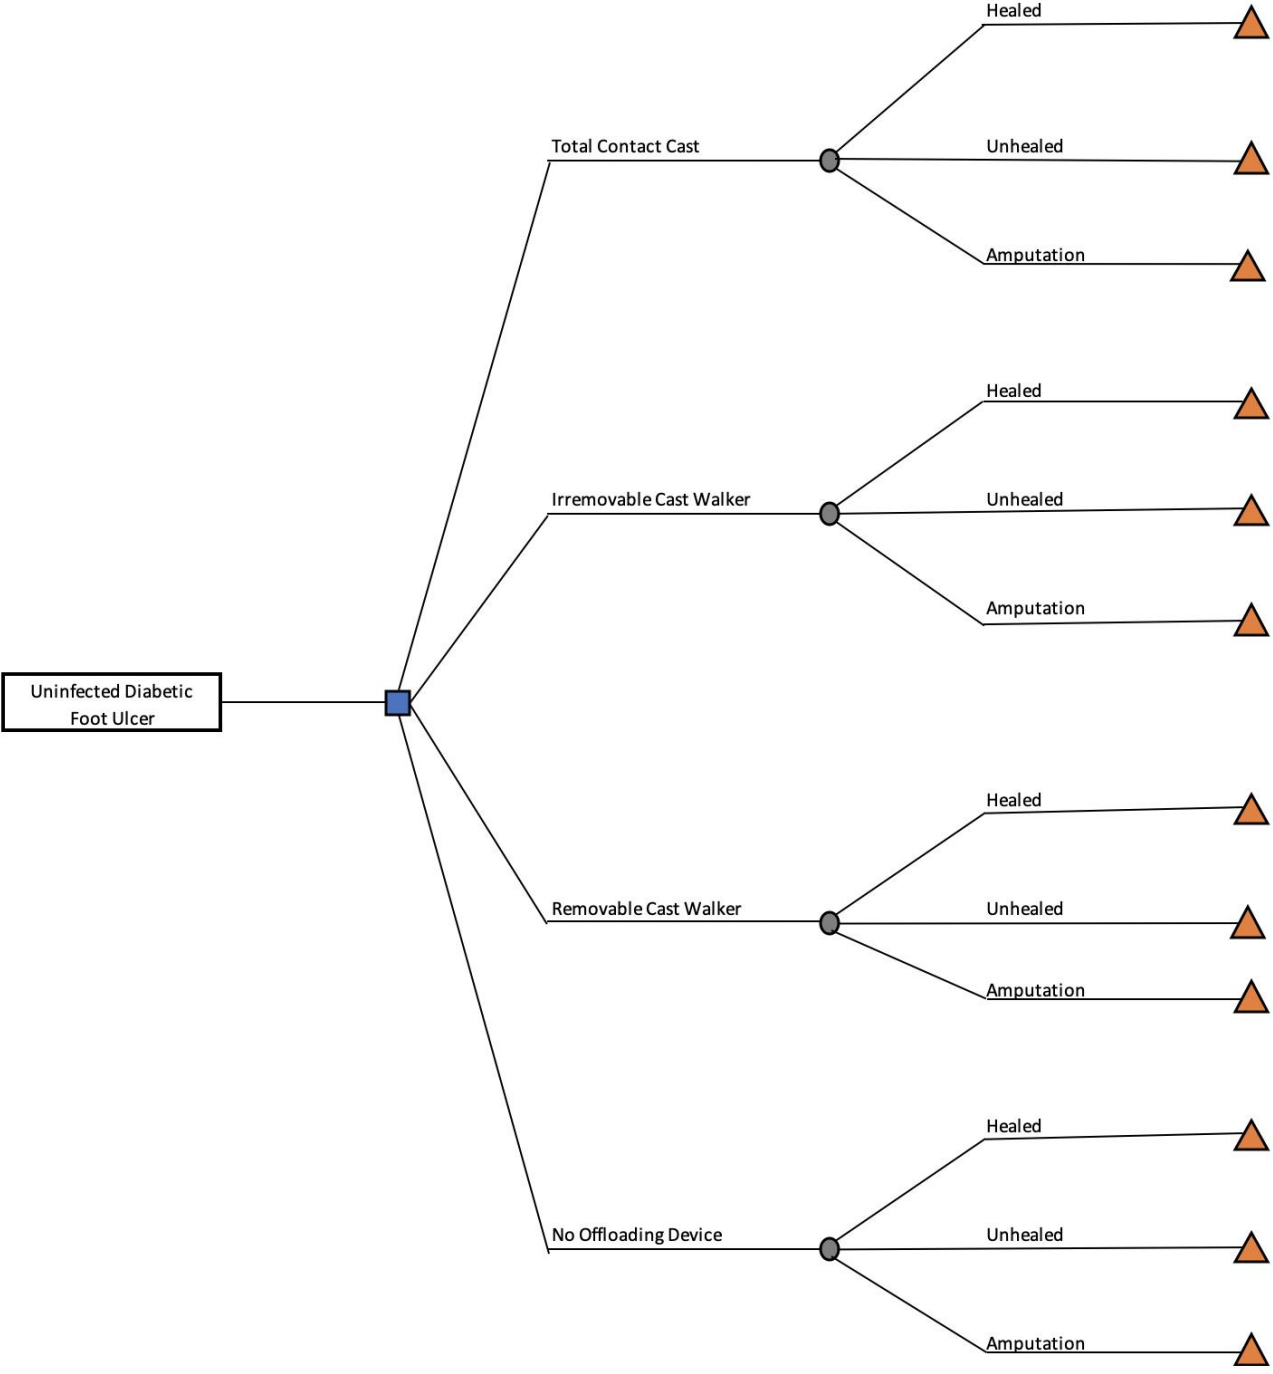 Healed
Total Contact Cast
Unhealed
Amputation
Healed
Irremovable Cast Walker
Unhealed
Amputation
Uninfected Diabetic
Foot Ulcer
Healed
Removable Cast Walker
Unhealed
Amputation
Healed
No Offloading Device
Unhealed
Amputation